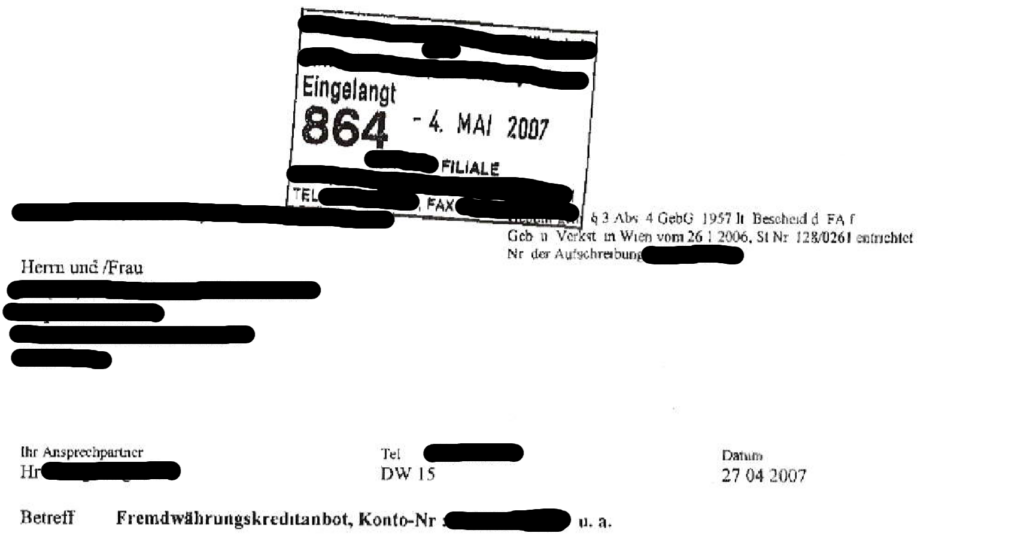 Eingelangt
864 - 4. MAI 2007
FILIALE
TEL , FAX
§ 3 Abs 4 GebG 1957 lt Bescheid d FA f
Geb u Verkst in Wien vom 26 1 2006, St Nr 128/0261 entrichtet
Nr der Aufschreibung
Herrn und /Frau
Ihr Ansprechpartner
Hr
Tel
DW 15
Datum
27 04 2007
Betreff Fremdwährungskreditanbot, Konto-Nr u. a.